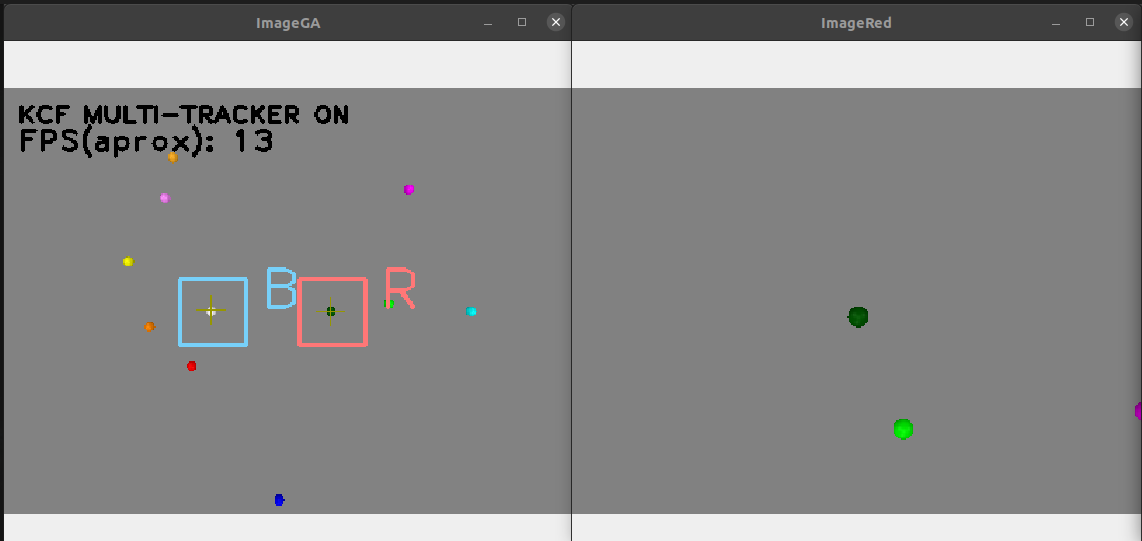 ImageGA
ImageRed
KCF MULTI-TRACKER ON
FPS(aprox): 13
B
R